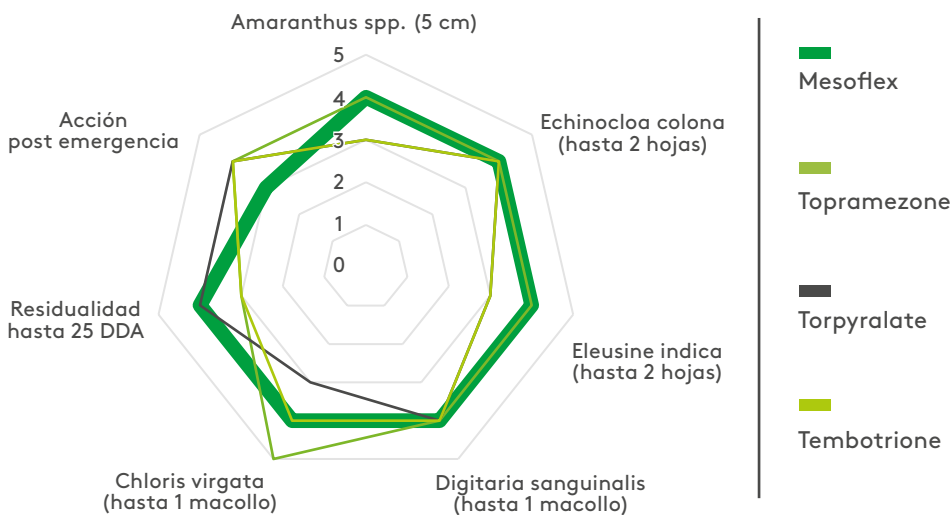 Amaranthus spp. (5 cm)
5
4
3
2
1
0
Echinocloa colona
(hasta 2 hojas)
Eleusine indica
(hasta 2 hojas)
Digitaria sanguinalis
(hasta 1 macollo)
Chloris virgata
(hasta 1 macollo)
Residualidad
hasta 25 DDA
Acción
post emergencia
Mesoflex
Topramezone
Torpyralate
Tembotrione